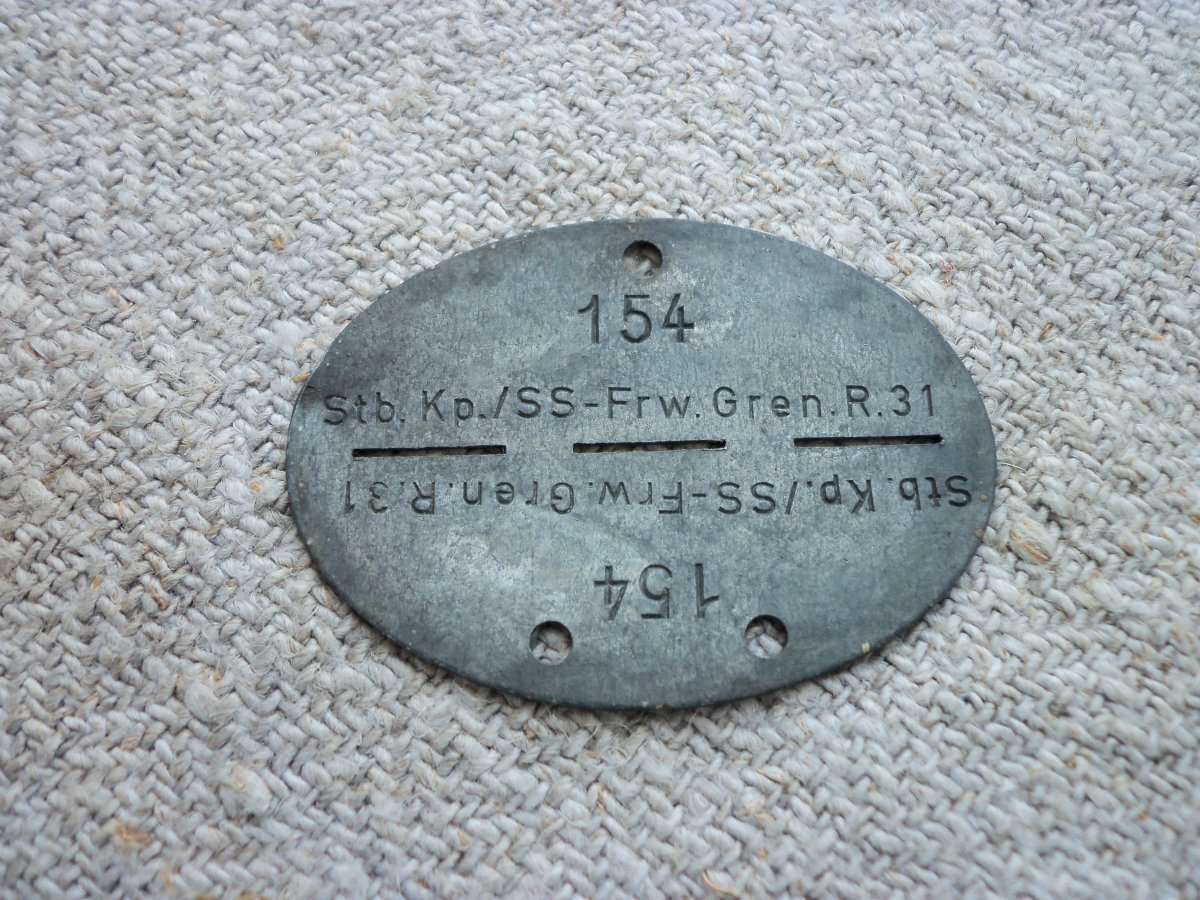 154
Stb. Kp./SS-Frw. Gren. R.31
Stb. Kp./SS-Frw. Gren. R.31
154